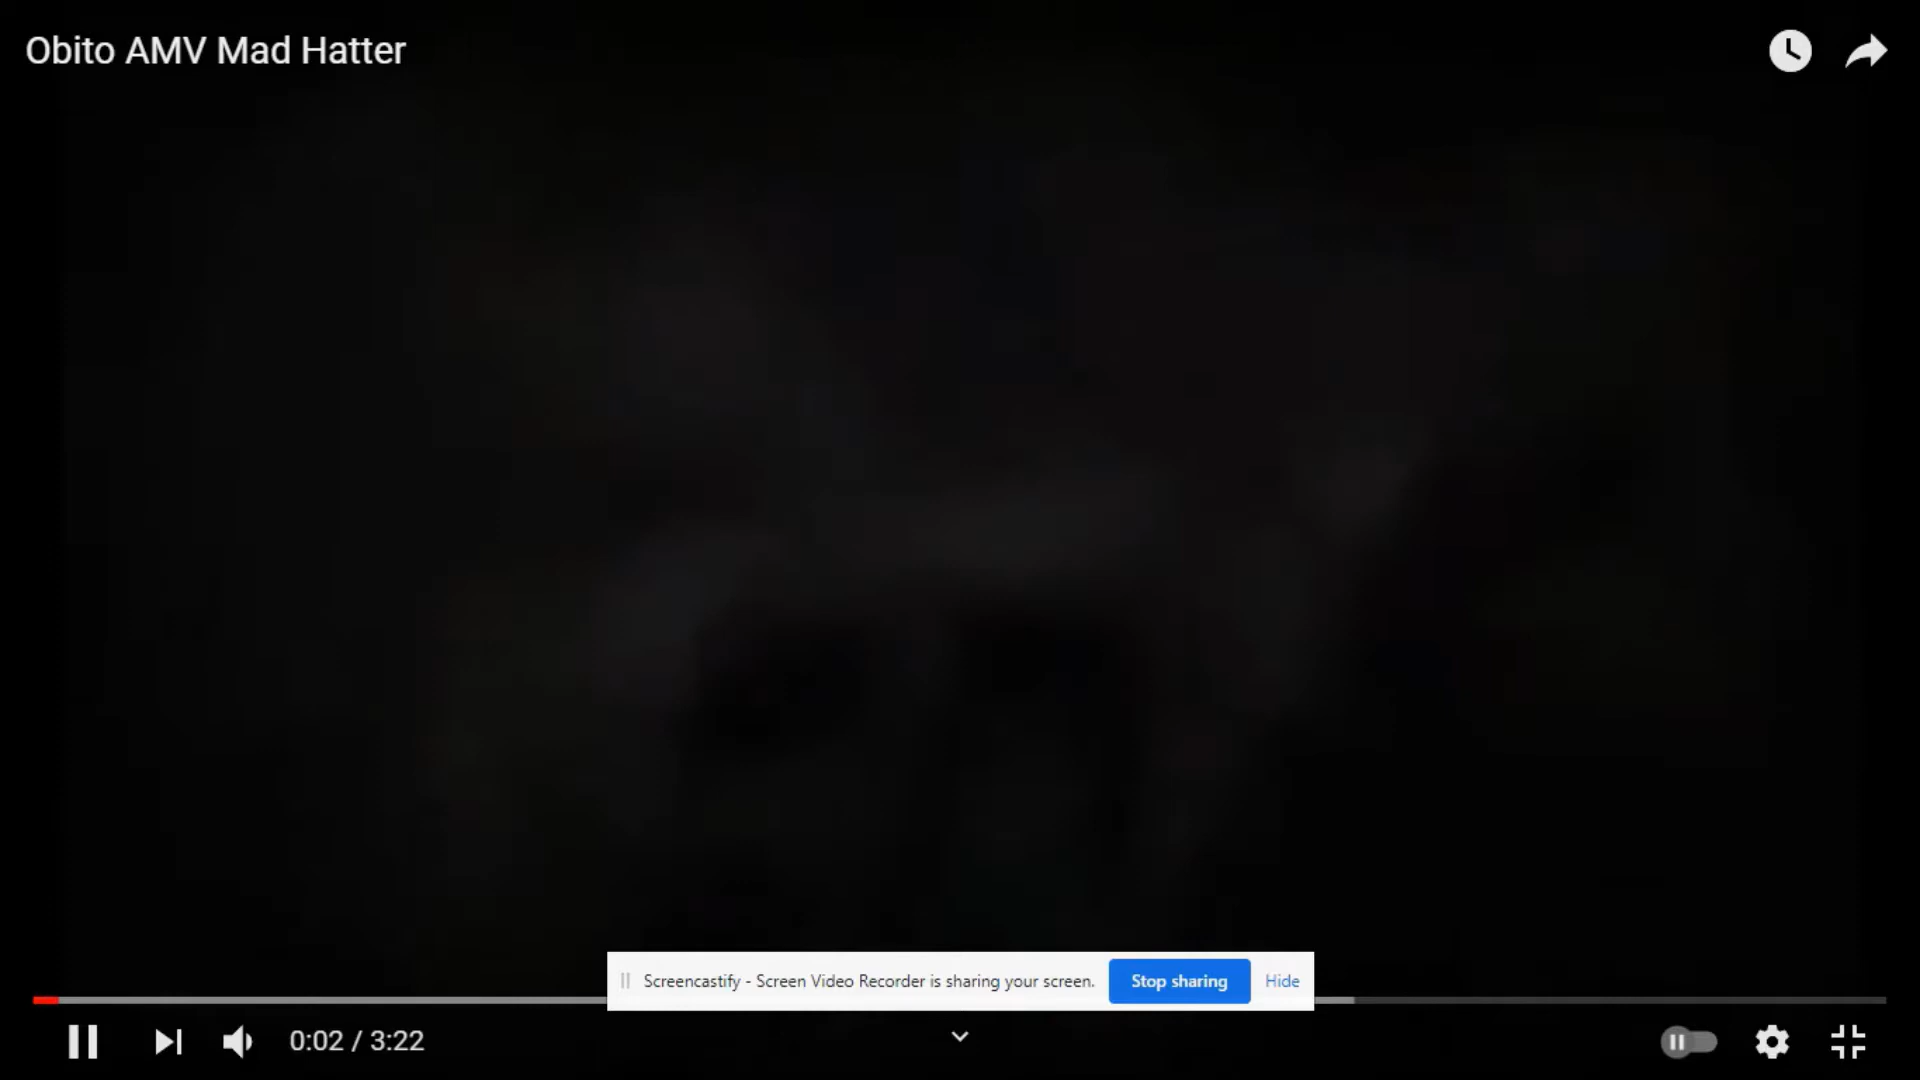 Obito AMV Mad Hatter
Screencastify - Screen Video Recorder is sharing your screen. Stop sharing Hide
0:02 / 3:22